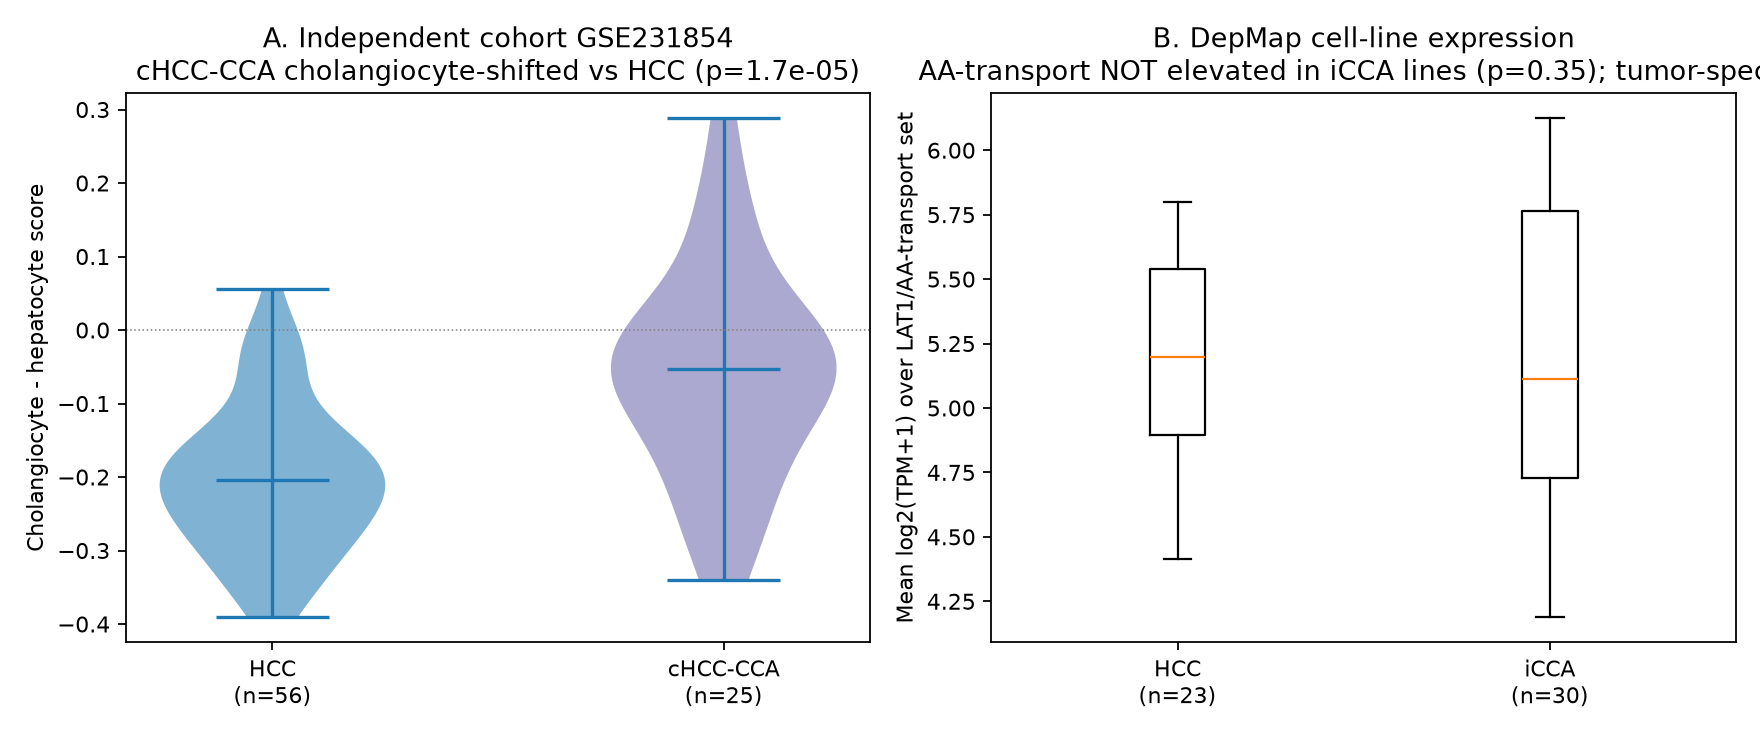 A. Independent cohort GSE231854
cHCC-CCA cholangiocyte-shifted vs HCC (p=1.7e-05)
Cholangiocyte - hepatocyte score
0.3
0.2
0.1
0.0
−0.1
−0.2
−0.3
−0.4
HCC
(n=56)
cHCC-CCA
(n=25)
B. DepMap cell-line expression
AA-transport NOT elevated in iCCA lines (p=0.35); tumor-spec
Mean log2(TPM+1) over LAT1/AA-transport set
6.00
5.75
5.50
5.25
5.00
4.75
4.50
4.25
HCC
(n=23)
iCCA
(n=30)